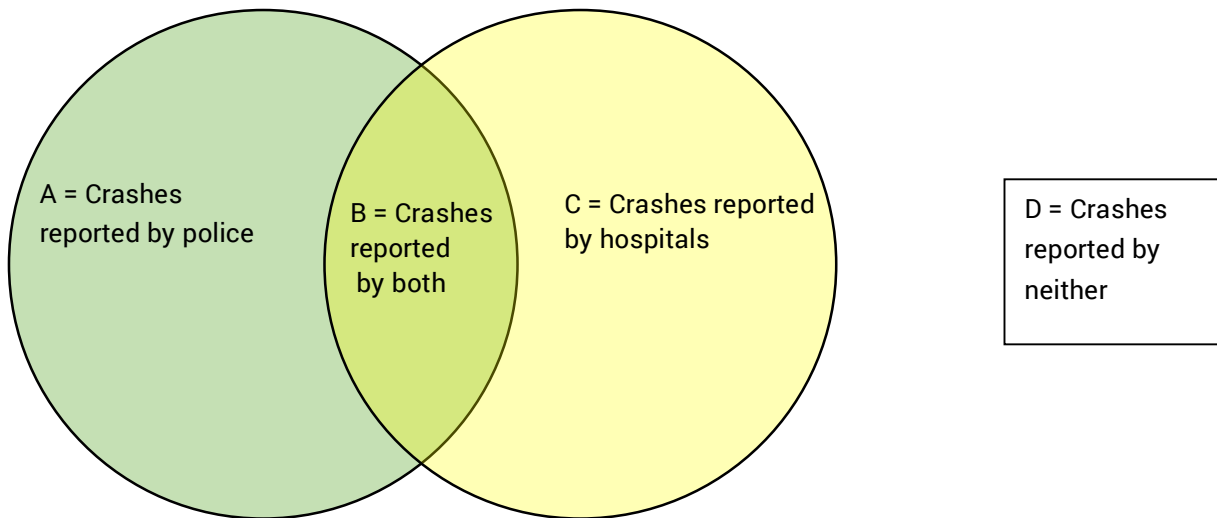 A = Crashes
reported by police
B = Crashes
reported
by both
C = Crashes reported
by hospitals
D = Crashes
reported by
neither